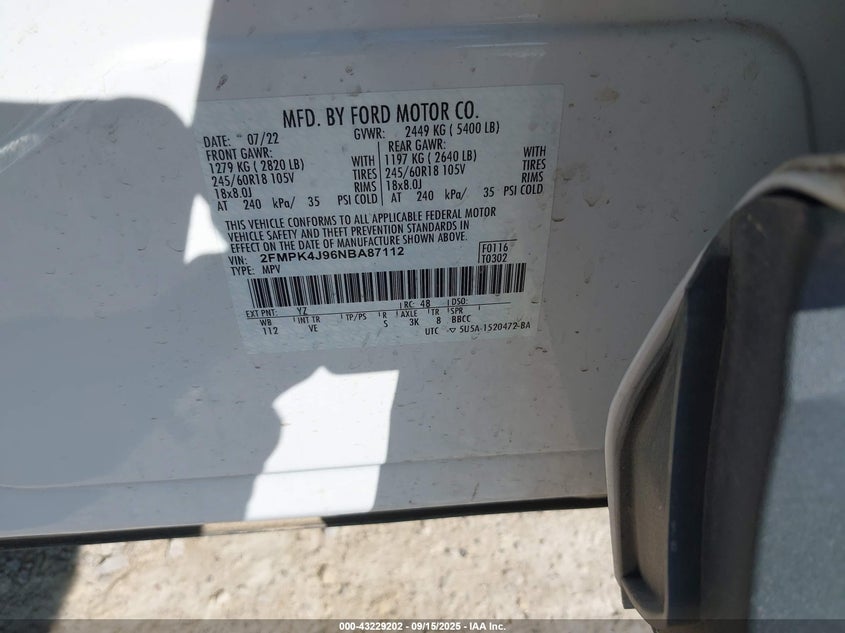 MFD. BY FORD MOTOR CO.
DATE: 07/22 GVWR: 2449 KG ( 5400 LB)
FRONT GAWR: REAR GAWR:
1279 KG ( 2820 LB) WITH 1197 KG ( 2640 LB) WITH
245/60R18 105V TIRES 245/60R18 105V TIRES
18x8.0J RIMS 18x8.0J RIMS
AT 240 kPa/ 35 PSI COLD AT 240 kPa/ 35 PSI COLD
THIS VEHICLE CONFORMS TO ALL APPLICABLE FEDERAL MOTOR
VEHICLE SAFETY AND THEFT PREVENTION STANDARDS IN
EFFECT ON THE DATE OF MANUFACTURE SHOWN ABOVE.
VIN: 2FMPK4J96NBA87112 F0116
TYPE: MPV T0302
EXT PNT: YZ RC: 48 DSO:
WB INT TR TP/PS R AXLE TR SPR
112 VE S 3K 8 BBCC
UTC ▽ 5U5A-1520472-BA
000-43229202 - 09/15/2025 - IAA Inc.